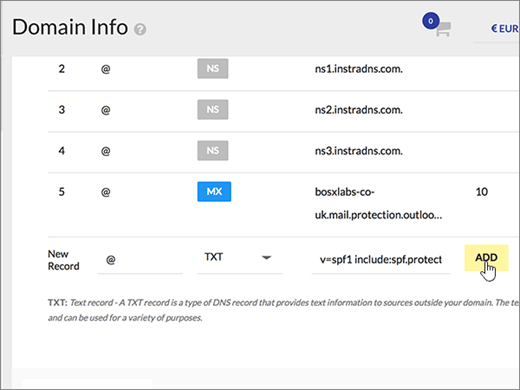 Domain Info ?
0
€ EUR
2 @ NS ns1.instradns.com.
3 @ NS ns2.instradns.com.
4 @ NS ns3.instradns.com.
5 @ MX bosxlabs-co- 10
uk.mail.protection.outloo...
New
Record @ TXT v=spf1 include:spf.protect ADD
TXT: Text record - A TXT record is a type of DNS record that provides text information to sources outside your domain. The te
and can be used for a variety of purposes.